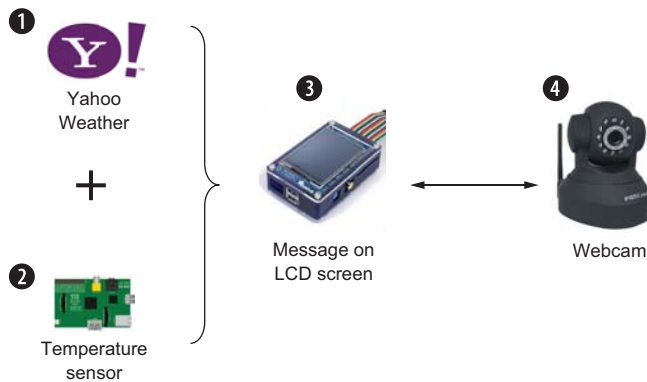 1
Y!
Yahoo
Weather
+
2
Temperature
sensor
3
Message on
LCD screen
4
Webcam